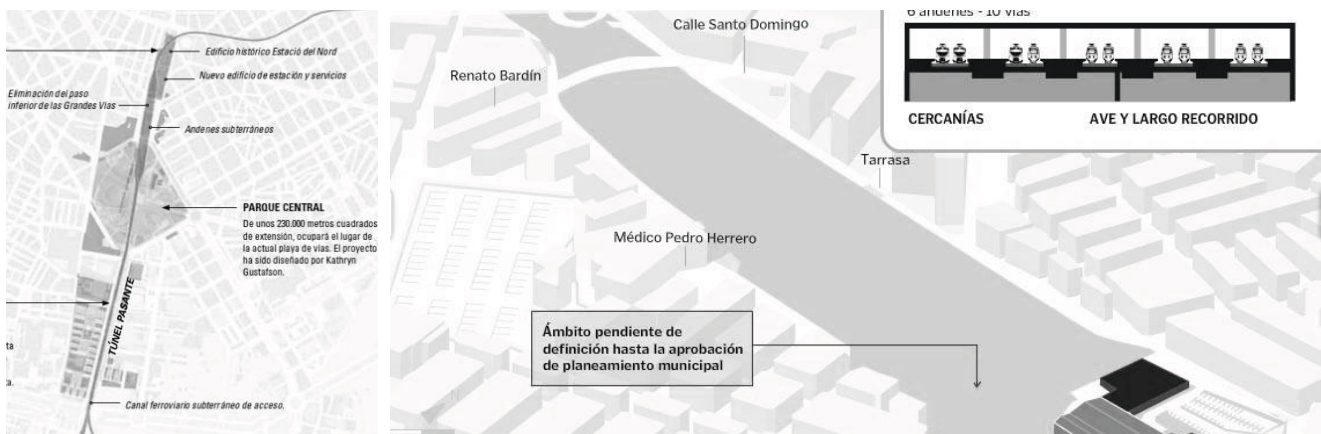 Edificio histórico Estació del Nord
Nuevo edificio de estación y servicios
Eliminación del paso
inferior de las Grandes Vías
Andenes subterráneos
PARQUE CENTRAL
De unos 230.000 metros cuadrados
de extensión, ocupará el lugar de
la actual playa de vías. El proyecto
ha sido diseñado por Kathryn
Gustafson.
TÚNEL PASANTE
ta
ta.
Canal ferroviario subterráneo de acceso.
Calle Santo Domingo
Renato Bardín
Tarrasa
Médico Pedro Herrero
Ámbito pendiente de
definición hasta la aprobación
de planeamiento municipal
6 andenes - 10 vías
CERCANÍAS
AVE Y LARGO RECORRIDO